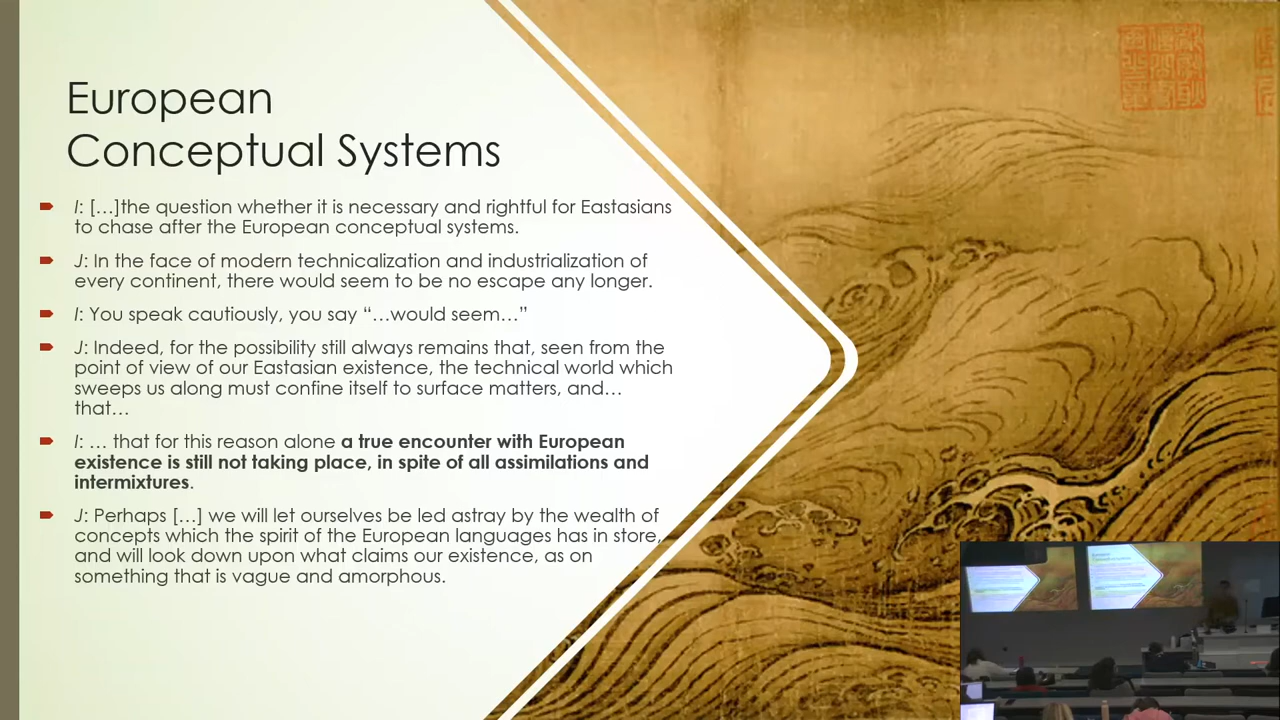 European
Conceptual Systems
I: […]the question whether it is necessary and rightful for Eastasians
to chase after the European conceptual systems.
J: In the face of modern technicalization and industrialization of
every continent, there would seem to be no escape any longer.
I: You speak cautiously, you say “…would seem…”
J: Indeed, for the possibility still always remains that, seen from the
point of view of our Eastasian existence, the technical world which
sweeps us along must confine itself to surface matters, and…
that…
I: … that for this reason alone a true encounter with European
existence is still not taking place, in spite of all assimilations and
intermixtures.
J: Perhaps […] we will let ourselves be led astray by the wealth of
concepts which the spirit of the European languages has in store,
and will look down upon what claims our existence, as on
something that is vague and amorphous.